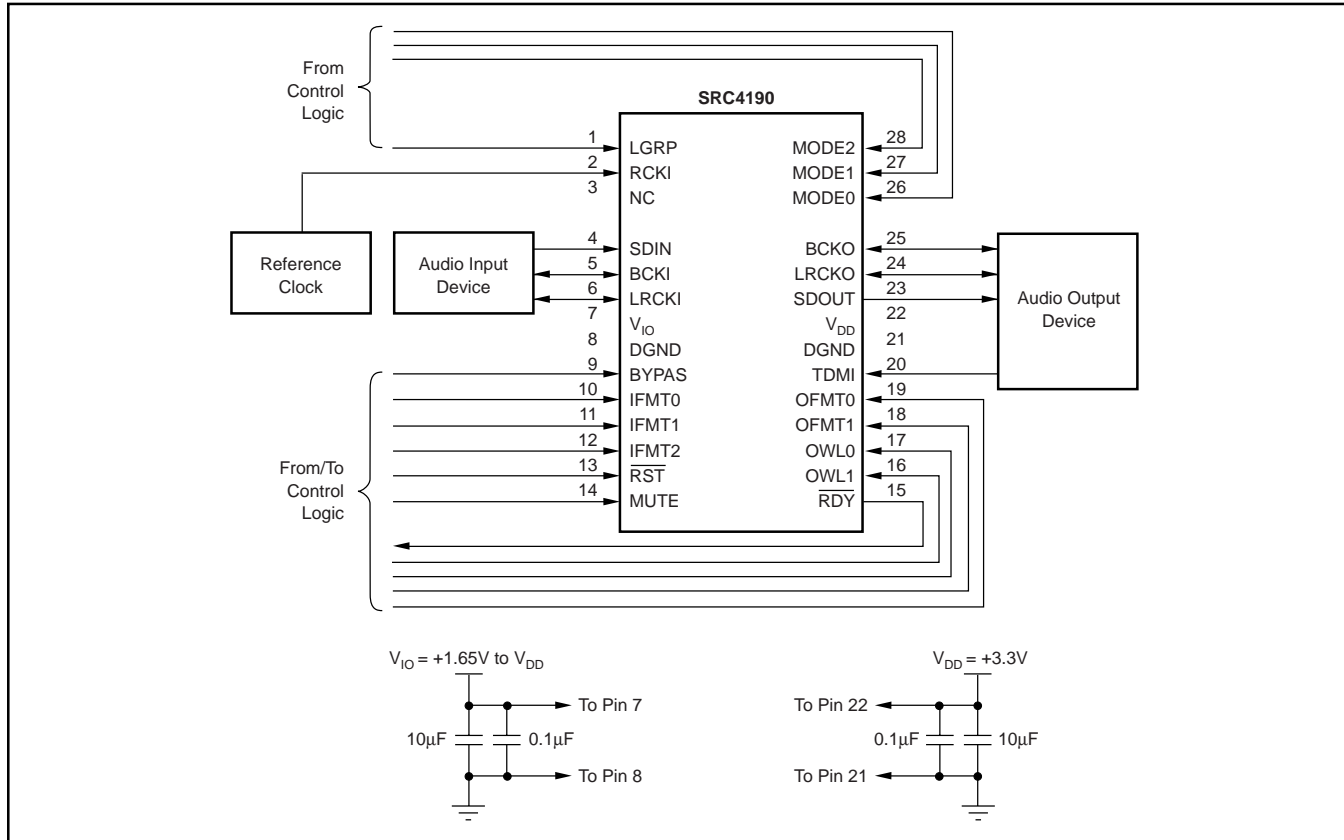 From
Control
Logic
SRC4190
1 LGRP MODE2 28
2 RCKI MODE1 27
3 NC MODE0 26
Reference
Clock
Audio Input
Device
4 SDIN BCKO 25
5 BCKI LRCKO 24
6 LRCKI SDOUT 23
7 VIO VDD 22
8 DGND DGND 21
9 BYPAS TDMI 20
10 IFMT0 OFMT0 19
11 IFMT1 OFMT1 18
12 IFMT2 OWL0 17
13 RST OWL1 16
14 MUTE RDY 15
Audio Output
Device
From/To
Control
Logic
VIO = +1.65V to VDD
To Pin 7
10µF 0.1µF
To Pin 8
VDD = +3.3V
To Pin 22
0.1µF 10µF
To Pin 21